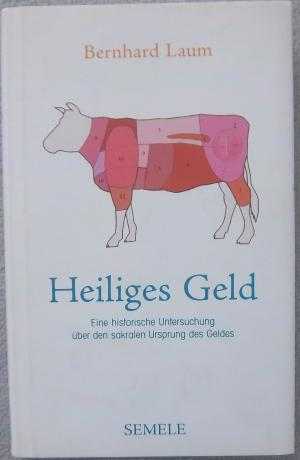 Bernhard Laum
Heiliges Geld
Eine historische Untersuchung
über den sakralen Ursprung des Geldes
SEMELE